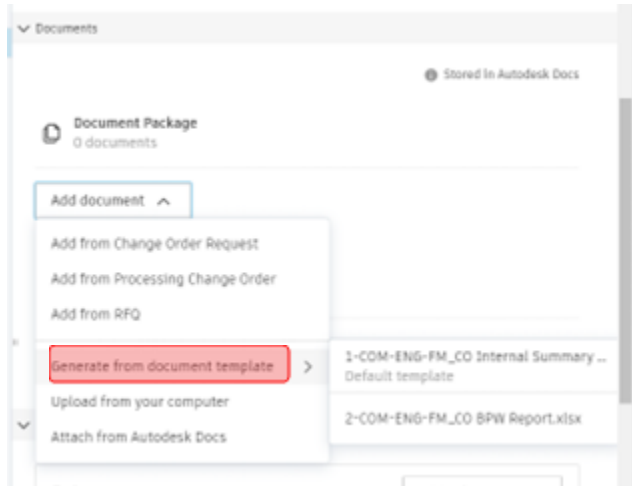 Documents
Stored in Autodesk Docs
Document Package
0 documents
Add document
Add from Change Order Request
Add from Processing Change Order
Add from RFQ
Generate from document template
1-COM-ENG-FM_CO Internal Summary ...
Default template
Upload from your computer
2-COM-ENG-FM_CO BPW Report.xlsx
Attach from Autodesk Docs